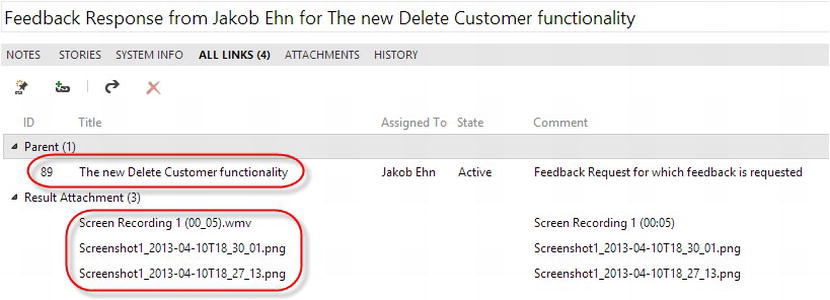 Feedback Response from Jakob Ehn for The new Delete Customer functionality
NOTES STORIES SYSTEM INFO ALL LINKS (4) ATTACHMENTS HISTORY
ID Title Assigned To State Comment
Parent (1)
89 The new Delete Customer functionality Jakob Ehn Active Feedback Request for which feedback is requested
Result Attachment (3)
Screen Recording 1 (00_05).wmv Screen Recording 1 (00:05)
Screenshot1_2013-04-10T18_30_01.png Screenshot1_2013-04-10T18_30_01.png
Screenshot1_2013-04-10T18_27_13.png Screenshot1_2013-04-10T18_27_13.png